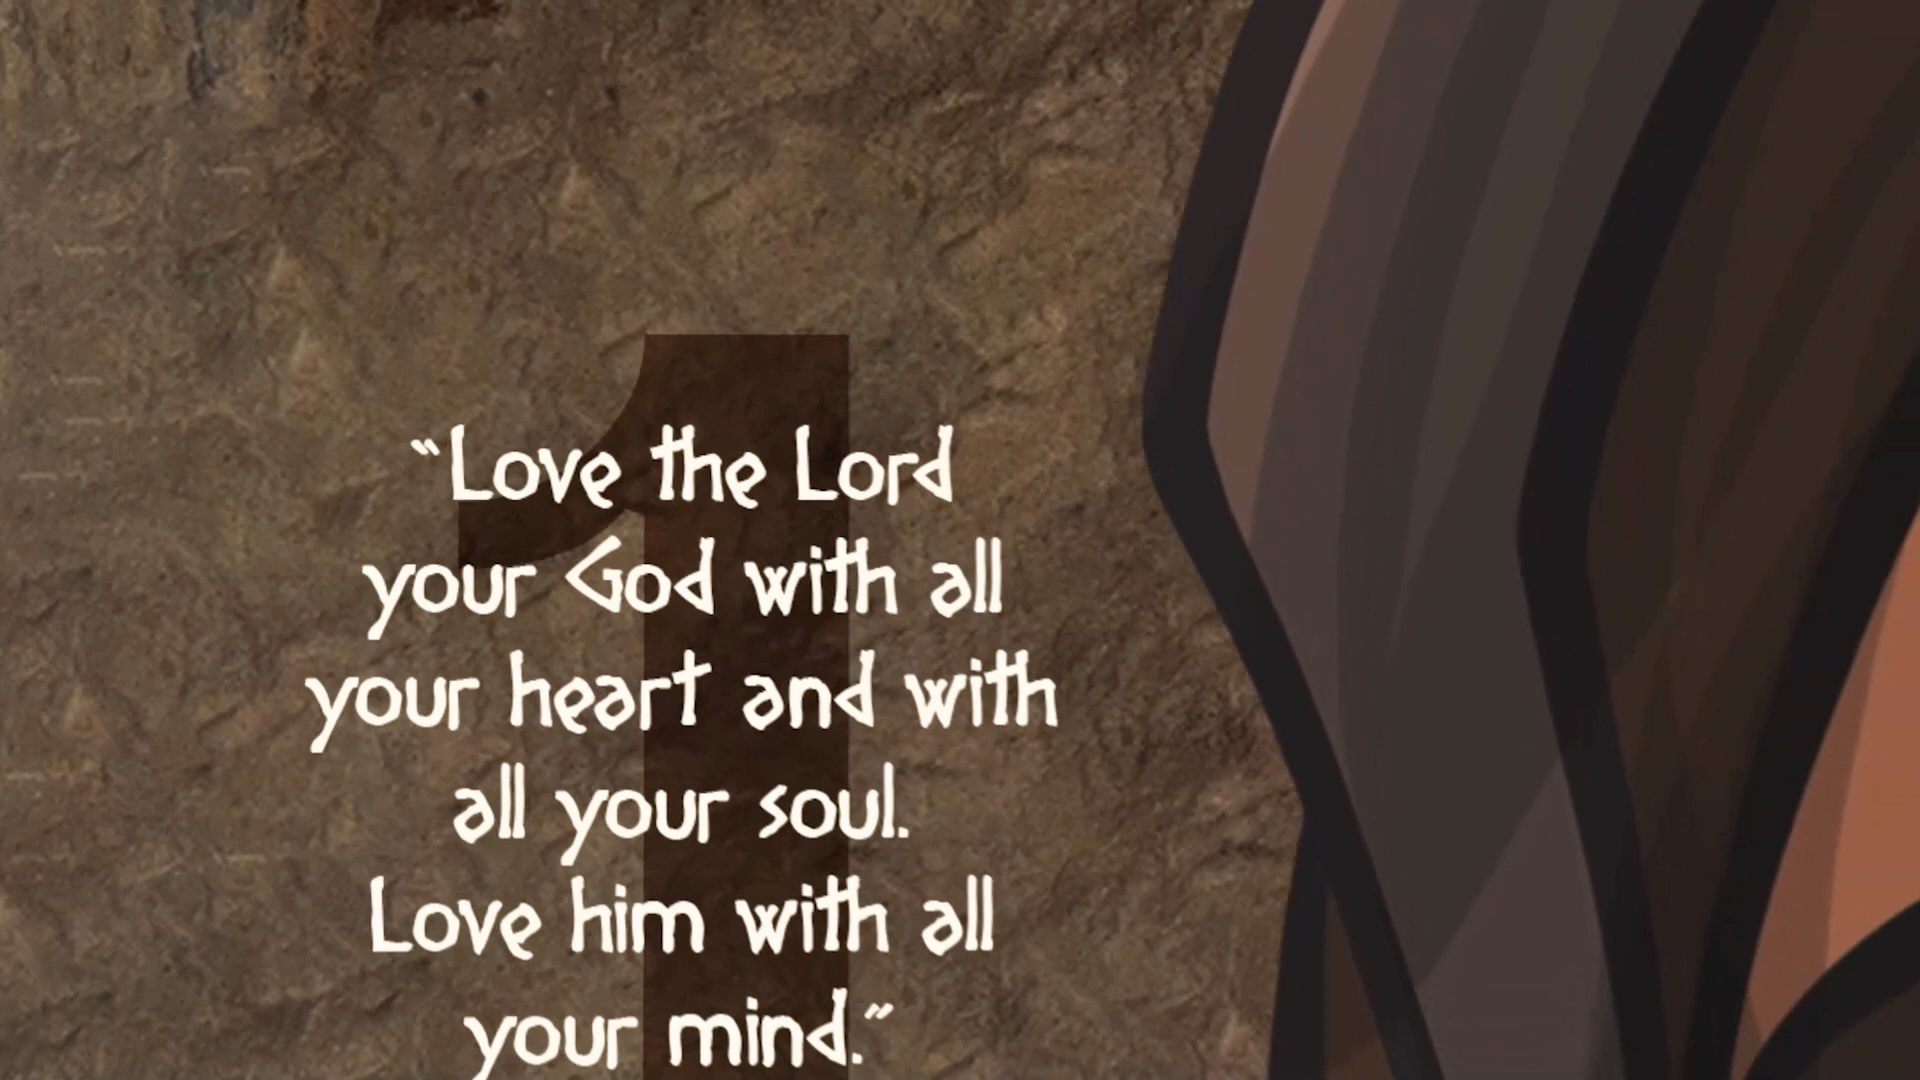 1
“Love the Lord
your God with all
your heart and with
all your soul.
Love him with all
your mind.”